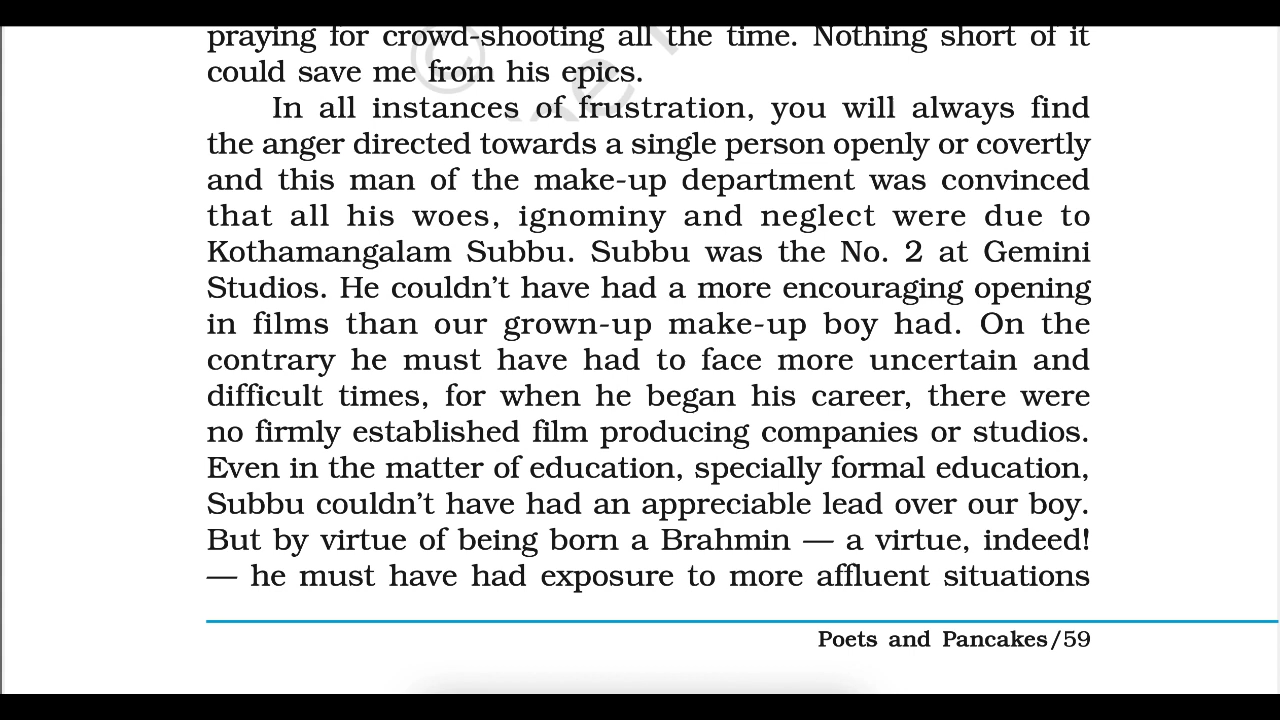 praying for crowd-shooting all the time. Nothing short of it
could save me from his epics.
In all instances of frustration, you will always find
the anger directed towards a single person openly or covertly
and this man of the make-up department was convinced
that all his woes, ignominy and neglect were due to
Kothamangalam Subbu. Subbu was the No. 2 at Gemini
Studios. He couldn't have had a more encouraging opening
in films than our grown-up make-up boy had. On the
contrary he must have had to face more uncertain and
difficult times, for when he began his career, there were
no firmly established film producing companies or studios.
Even in the matter of education, specially formal education,
Subbu couldn't have had an appreciable lead over our boy.
But by virtue of being born a Brahmin — a virtue, indeed!
— he must have had exposure to more affluent situations
Poets and Pancakes/59